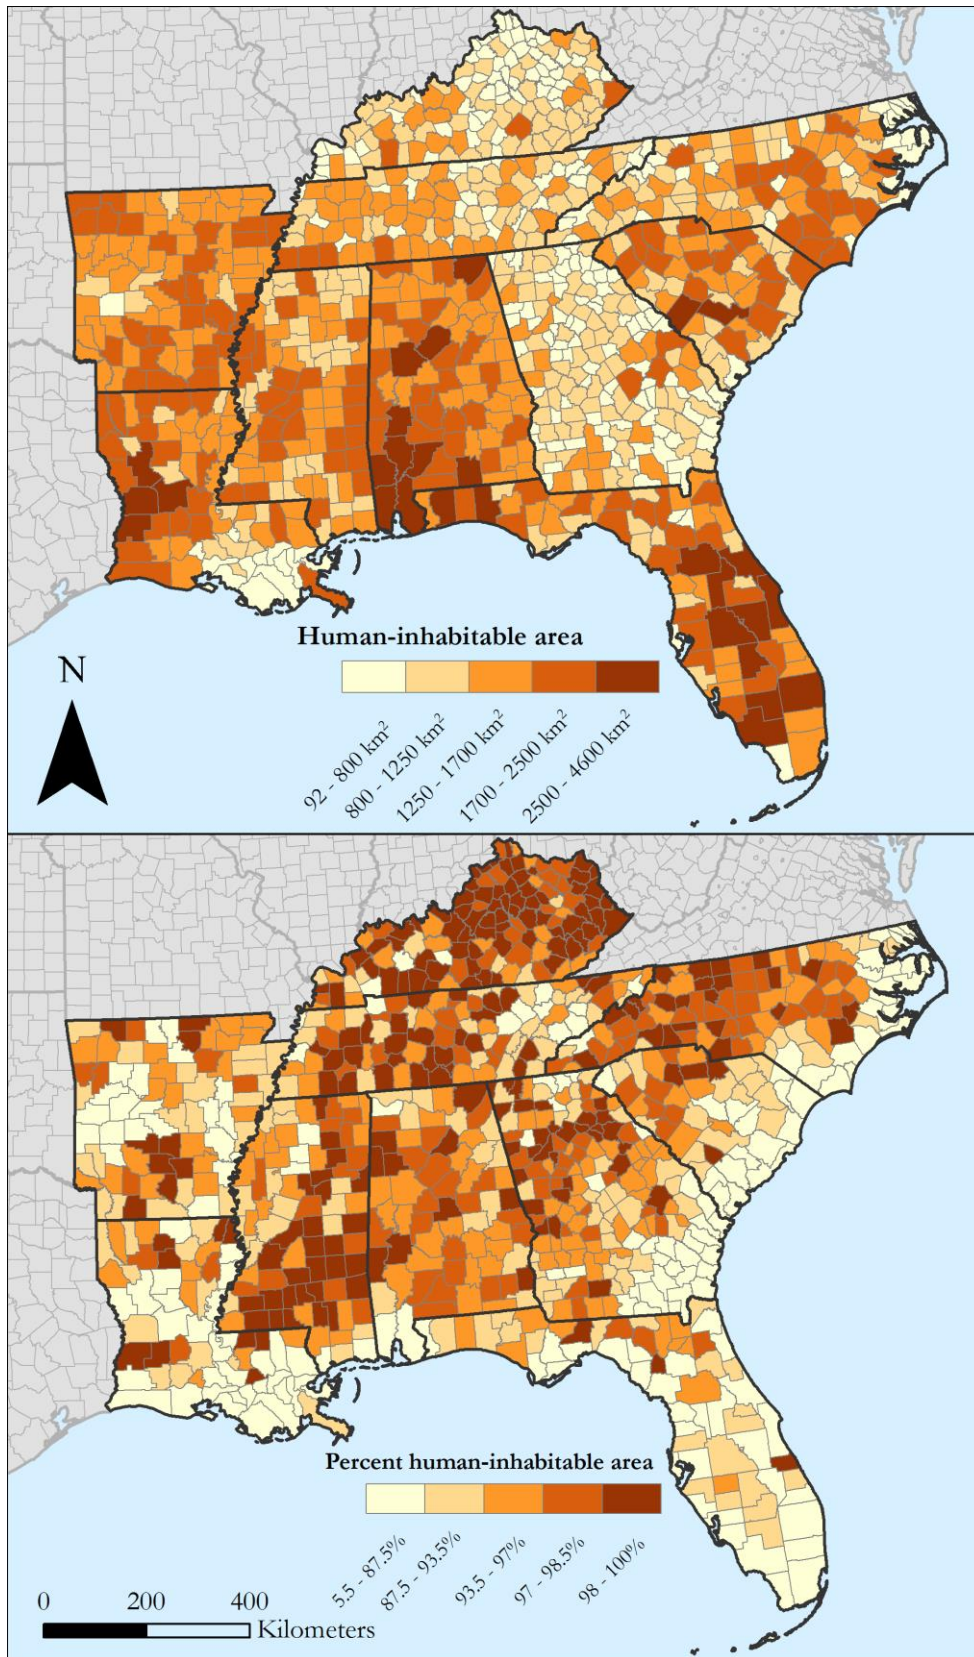 Human-inhabitable area
N
92 - 800 km²
800 - 1250 km²
1250 - 1700 km²
1700 - 2500 km²
2500 - 4600 km²
Percent human-inhabitable area
5.5 - 87.5%
87.5 - 93.5%
93.5 - 97%
97 - 98.5%
98 - 100%
0 200 400
Kilometers